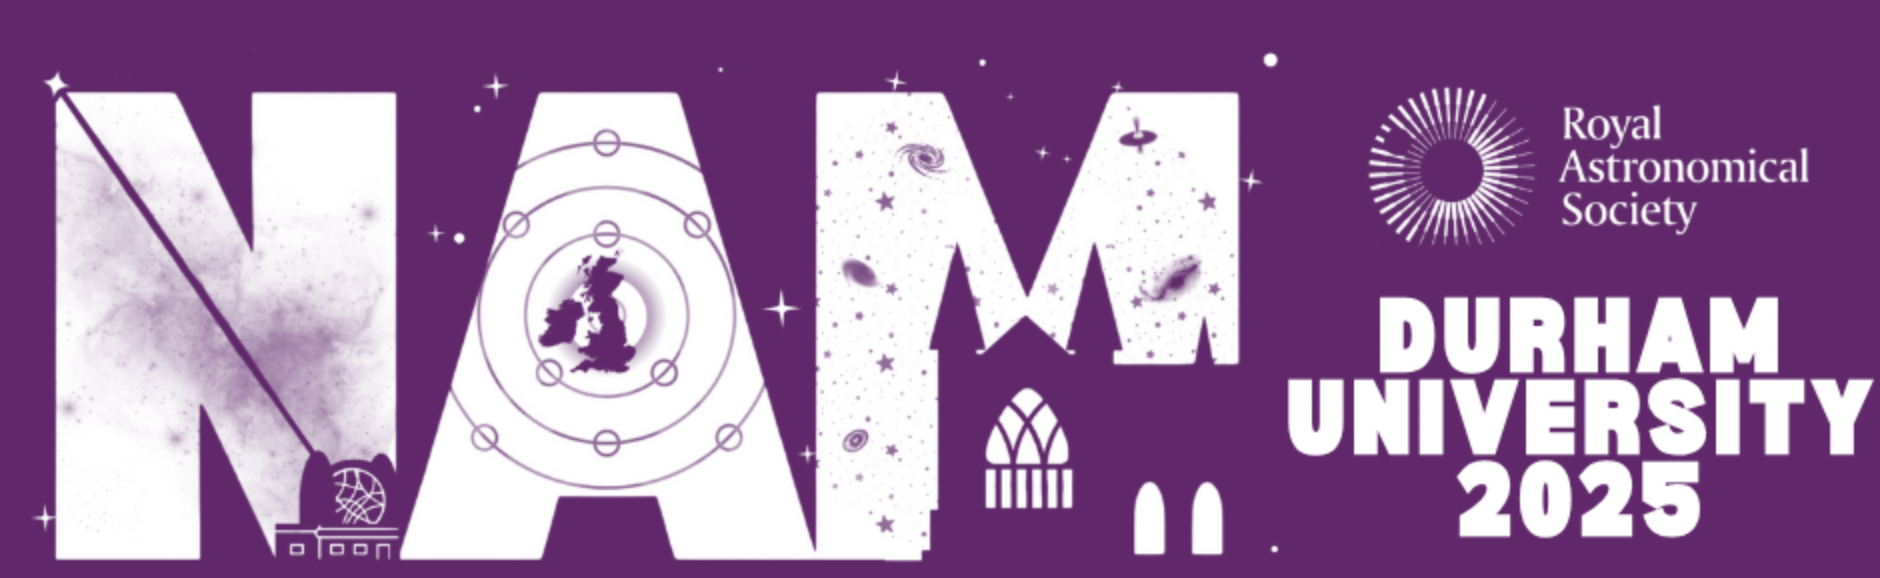 NAM
Royal
Astronomical
Society
DURHAM
UNIVERSITY
2025